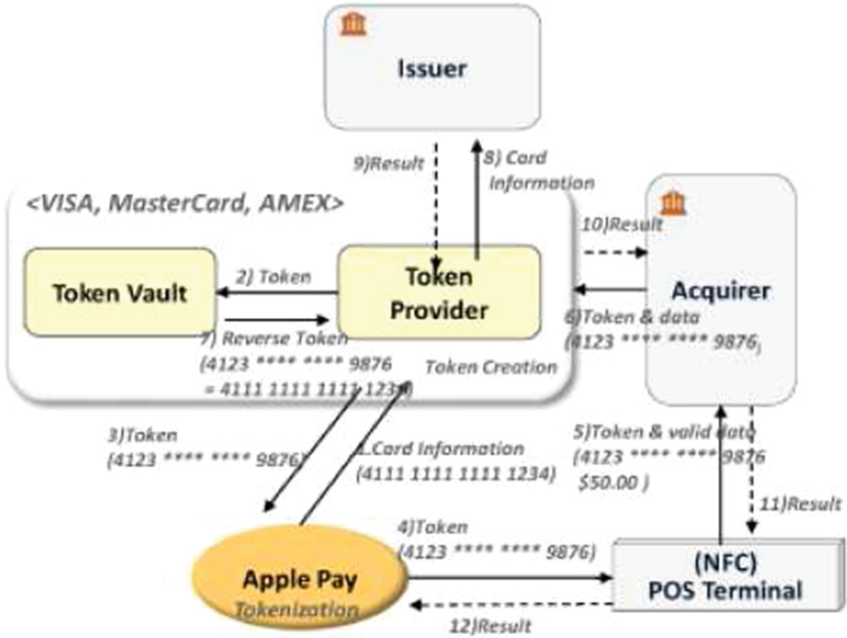 Issuer
9)Result
8) Card
Information
<VISA, MasterCard, AMEX>
10)Result
Token Vault
2) Token
Token
Provider
Acquirer
6)Token & data
(4123 **** **** 9876)
7) Reverse Token
(4123 **** **** 9876
= 4111 1111 1111 1234)
Token Creation
3)Token
(4123 **** **** 9876)
1.Card Information
(4111 1111 1111 1234)
5)Token & valid data
(4123 **** **** 9876
$50.00 )
11)Result
4)Token
(4123 **** **** 9876)
Apple Pay
Tokenization
(NFC)
POS Terminal
12)Result